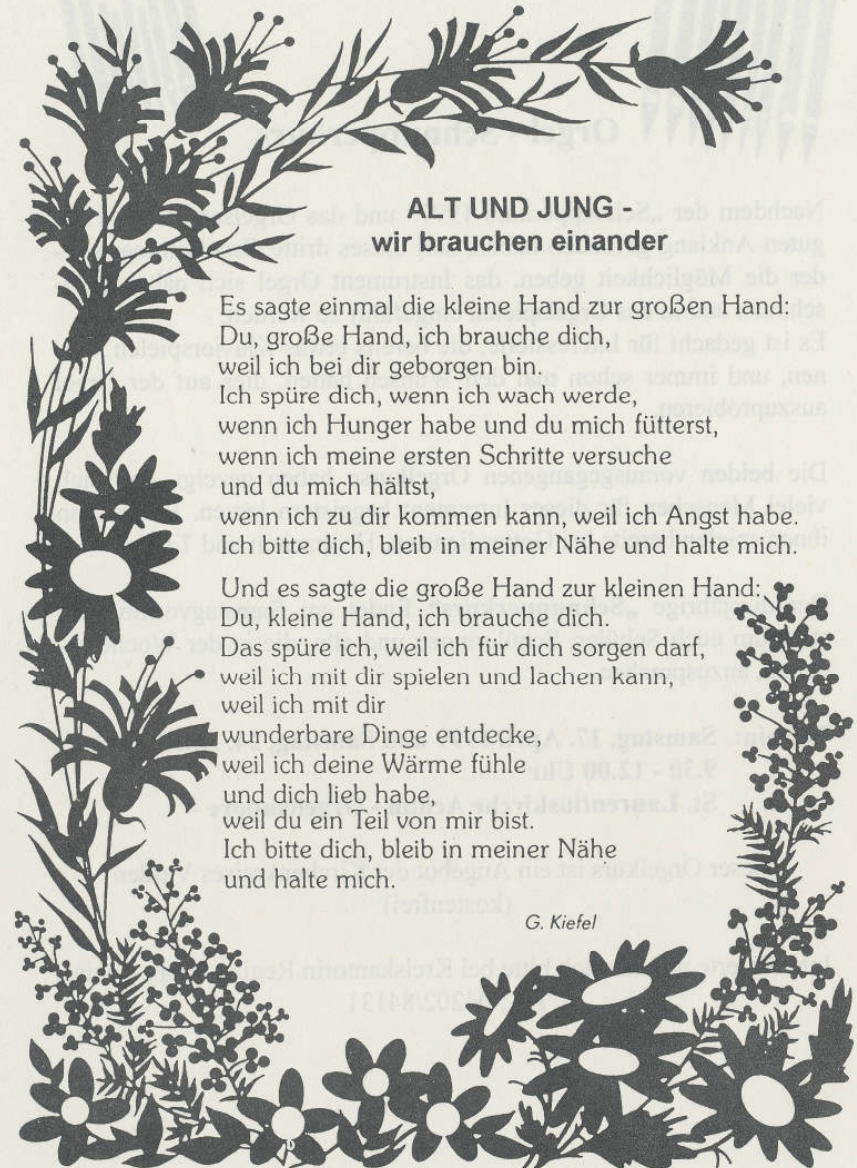 ALT UND JUNG -
wir brauchen einander
Es sagte einmal die kleine Hand zur großen Hand:
Du, große Hand, ich brauche dich,
weil ich bei dir geborgen bin.
Ich spüre dich, wenn ich wach werde,
wenn ich Hunger habe und du mich fütterst,
wenn ich meine ersten Schritte versuche
und du mich hältst,
wenn ich zu dir kommen kann, weil ich Angst habe.
Ich bitte dich, bleib in meiner Nähe und halte mich.
Und es sagte die große Hand zur kleinen Hand:
Du, kleine Hand, ich brauche dich.
Das spüre ich, weil ich für dich sorgen darf,
weil ich mit dir spielen und lachen kann,
weil ich mit dir
wunderbare Dinge entdecke,
weil ich deine Wärme fühle
und dich lieb habe,
weil du ein Teil von mir bist.
Ich bitte dich, bleib in meiner Nähe
und halte mich.
G. Kiefel